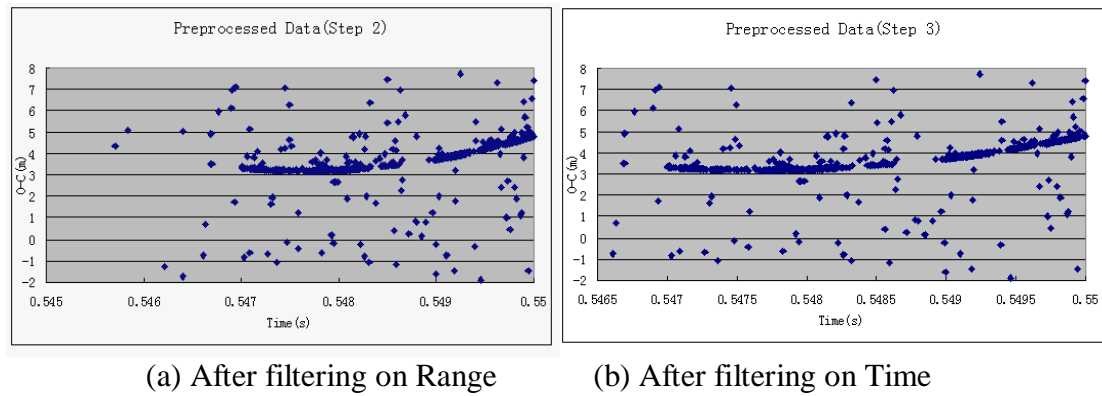 Preprocessed Data(Step 2)
8
7
6
5
4
3
2
1
0
-1
-2
O-C(m)
0.545 0.546 0.547 0.548 0.549 0.55
Time(s)
Preprocessed Data(Step 3)
8
7
6
5
4
3
2
1
0
-1
-2
O-C(m)
0.5465 0.547 0.5475 0.548 0.5485 0.549 0.5495 0.55
Time(s)
(a) After filtering on Range
(b) After filtering on Time